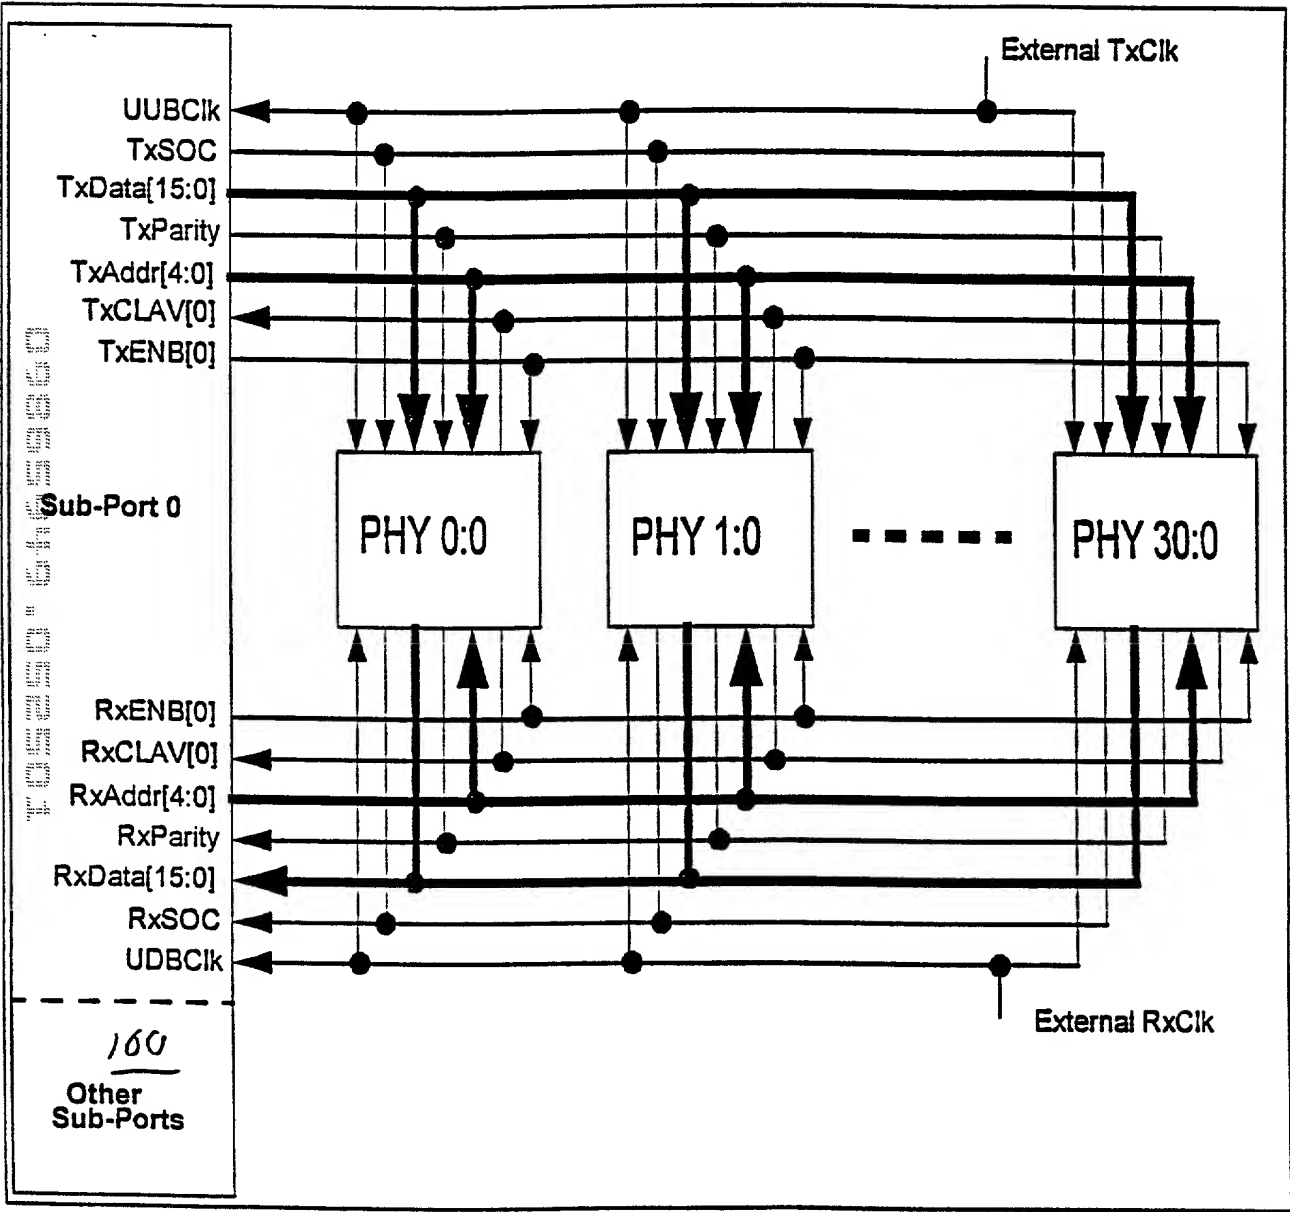 External TxClk
UUBClk
TxSOC
TxData[15:0]
TxParity
TxAddr[4:0]
TxCLAV[0]
TxENB[0]
Sub-Port 0
PHY 0:0
PHY 1:0
PHY 30:0
RxENB[0]
RxCLAV[0]
RxAddr[4:0]
RxParity
RxData[15:0]
RxSOC
UDBClk
External RxClk
160
Other
Sub-Ports